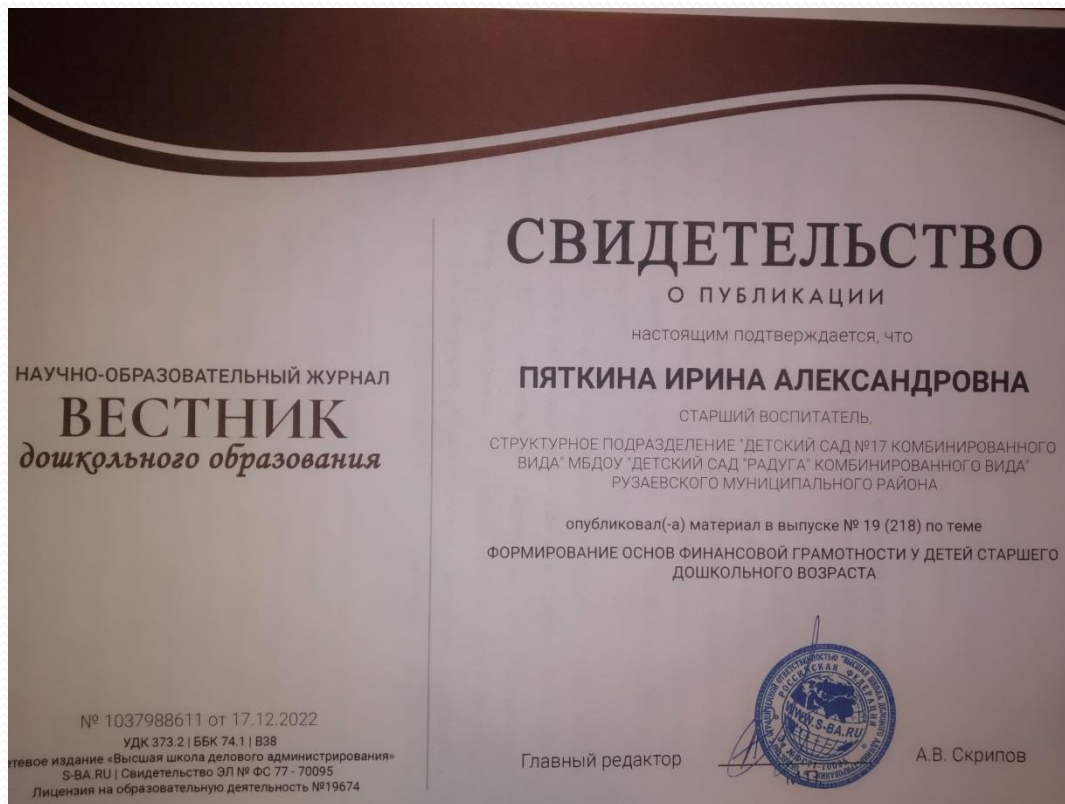 НАУЧНО-ОБРАЗОВАТЕЛЬНЫЙ ЖУРНАЛ
ВЕСТНИК
дошкольного образования
№ 1037988611 от 17.12.2022
УДК 373.2 | ББК 74.1 | В38
етевое издание «Высшая школа делового администрирования»
S-BA.RU | Свидетельство ЭЛ № ФС 77 - 70095
Лицензия на образовательную деятельность №19674
СВИДЕТЕЛЬСТВО
О ПУБЛИКАЦИИ
настоящим подтверждается, что
ПЯТКИНА ИРИНА АЛЕКСАНДРОВНА
СТАРШИЙ ВОСПИТАТЕЛЬ,
СТРУКТУРНОЕ ПОДРАЗДЕЛЕНИЕ "ДЕТСКИЙ САД №17 КОМБИНИРОВАННОГО
ВИДА" МБДОУ "ДЕТСКИЙ САД "РАДУГА" КОМБИНИРОВАННОГО ВИДА"
РУЗАЕВСКОГО МУНИЦИПАЛЬНОГО РАЙОНА
опубликовал(-а) материал в выпуске № 19 (218) по теме
ФОРМИРОВАНИЕ ОСНОВ ФИНАНСОВОЙ ГРАМОТНОСТИ У ДЕТЕЙ СТАРШЕГО
ДОШКОЛЬНОГО ВОЗРАСТА
Главный редактор
РОССИЙСКАЯ ФЕДЕРАЦИЯ
WWW.S-BA.RU
А.В. Скрипов